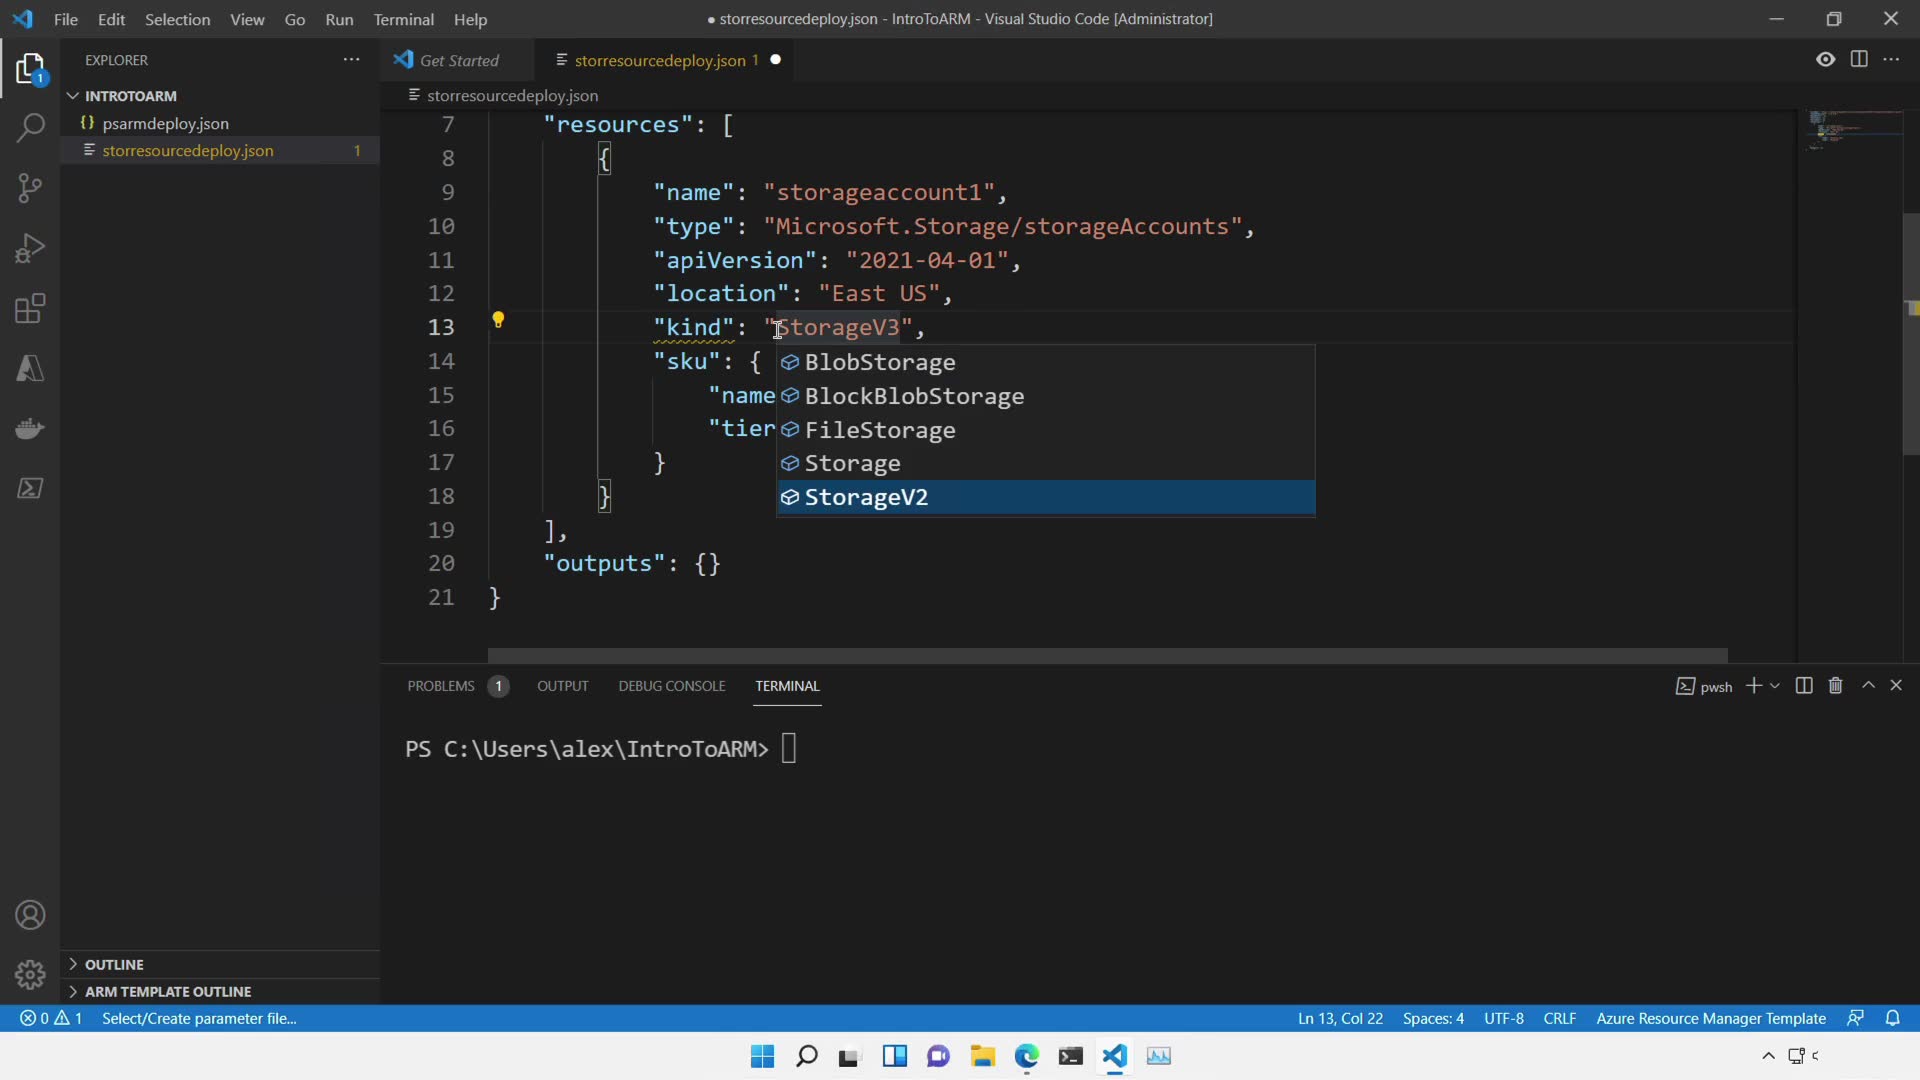 File Edit Selection View Go Run Terminal Help
● storresourcedeploy.json - IntroToARM - Visual Studio Code [Administrator]
EXPLORER
Get Started
storresourcedeploy.json 1
INTROTOARM
storresourcedeploy.json
psarmdeploy.json
storresourcedeploy.json 1
1
7 "resources": [
8 {
9 "name": "storageaccount1",
10 "type": "Microsoft.Storage/storageAccounts",
11 "apiVersion": "2021-04-01",
12 "location": "East US",
13 "kind": "StorageV3",
14 "sku": {
15 "name
16 "tier
17 }
18 }
19 ],
20 "outputs": {}
21 }
BlobStorage
BlockBlobStorage
FileStorage
Storage
StorageV2
PROBLEMS 1 OUTPUT DEBUG CONSOLE TERMINAL
pwsh
PS C:\Users\alex\IntroToARM>
OUTLINE
ARM TEMPLATE OUTLINE
0 1 Select/Create parameter file...
Ln 13, Col 22 Spaces: 4 UTF-8 CRLF Azure Resource Manager Template